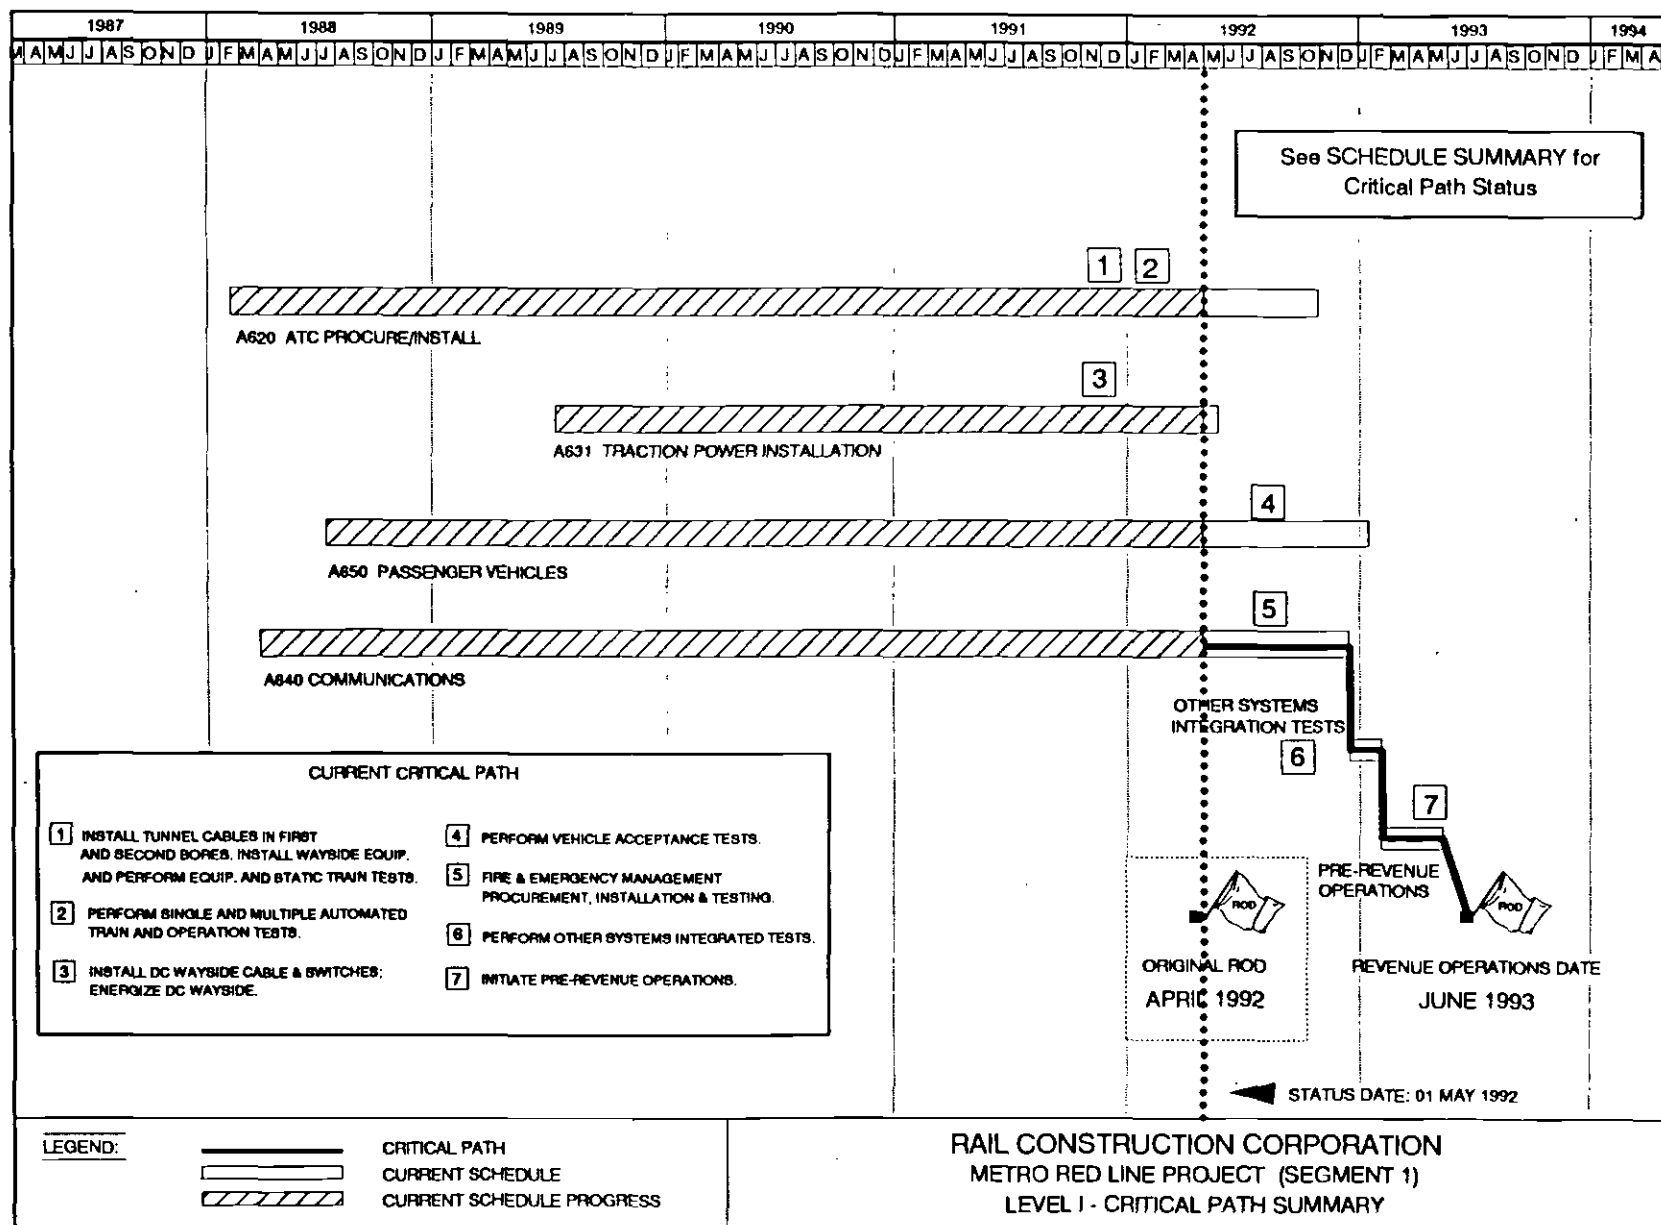 1987 1988 1989 1990 1991 1992 1993 1994
M A M J J A S O N D J F M A M J J A S O N D J F M A M J J A S O N D J F M A M J J A S O N D J F M A M J J A S O N D J F M A M J J A S O N D J F M A M J J A S O N D J F M A
See SCHEDULE SUMMARY for
Critical Path Status
1 2
A620 ATC PROCURE/INSTALL
3
A631 TRACTION POWER INSTALLATION
4
A650 PASSENGER VEHICLES
5
A640 COMMUNICATIONS
OTHER SYSTEMS
INTEGRATION TESTS
6
7
PRE-REVENUE
OPERATIONS
CURRENT CRITICAL PATH
1 INSTALL TUNNEL CABLES IN FIRST
AND SECOND BORES, INSTALL WAYSIDE EQUIP.
AND PERFORM EQUIP. AND STATIC TRAIN TESTS.
2 PERFORM SINGLE AND MULTIPLE AUTOMATED
TRAIN AND OPERATION TESTS.
3 INSTALL DC WAYSIDE CABLE & SWITCHES;
ENERGIZE DC WAYSIDE.
4 PERFORM VEHICLE ACCEPTANCE TESTS.
5 FIRE & EMERGENCY MANAGEMENT
PROCUREMENT, INSTALLATION & TESTING.
6 PERFORM OTHER SYSTEMS INTEGRATED TESTS.
7 INITIATE PRE-REVENUE OPERATIONS.
ROD
ORIGINAL ROD
APRIL 1992
ROD
REVENUE OPERATIONS DATE
JUNE 1993
STATUS DATE: 01 MAY 1992
LEGEND:
CRITICAL PATH
CURRENT SCHEDULE
CURRENT SCHEDULE PROGRESS
RAIL CONSTRUCTION CORPORATION
METRO RED LINE PROJECT (SEGMENT 1)
LEVEL I - CRITICAL PATH SUMMARY